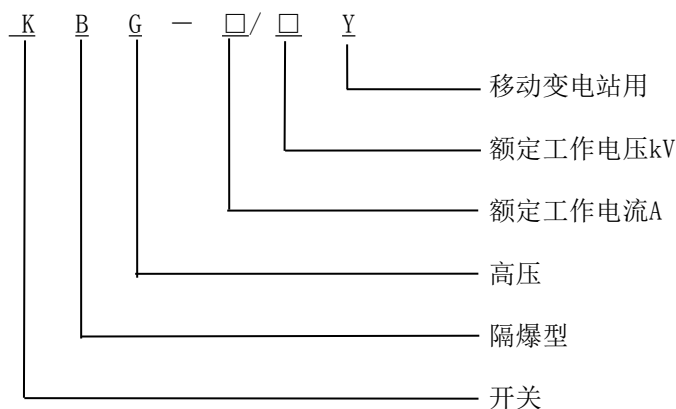 K B G － □/□ Y
移动变电站用
额定工作电压kV
额定工作电流A
高压
隔爆型
开关